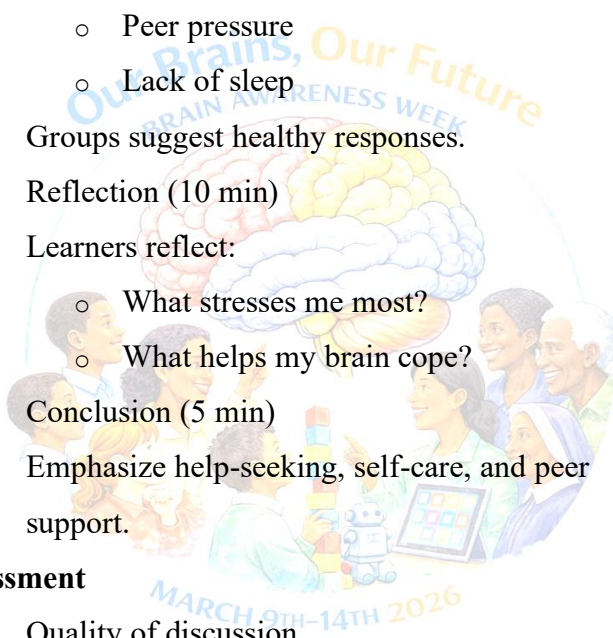 o Peer pressure
o Lack of sleep
Our Brains, Our Future
BRAIN AWARENESS WEEK
Groups suggest healthy responses.
Reflection (10 min)
Learners reflect:
o What stresses me most?
o What helps my brain cope?
Conclusion (5 min)
Emphasize help-seeking, self-care, and peer
support.
ssment
MARCH 9TH–14TH 2026
Quality of discussion